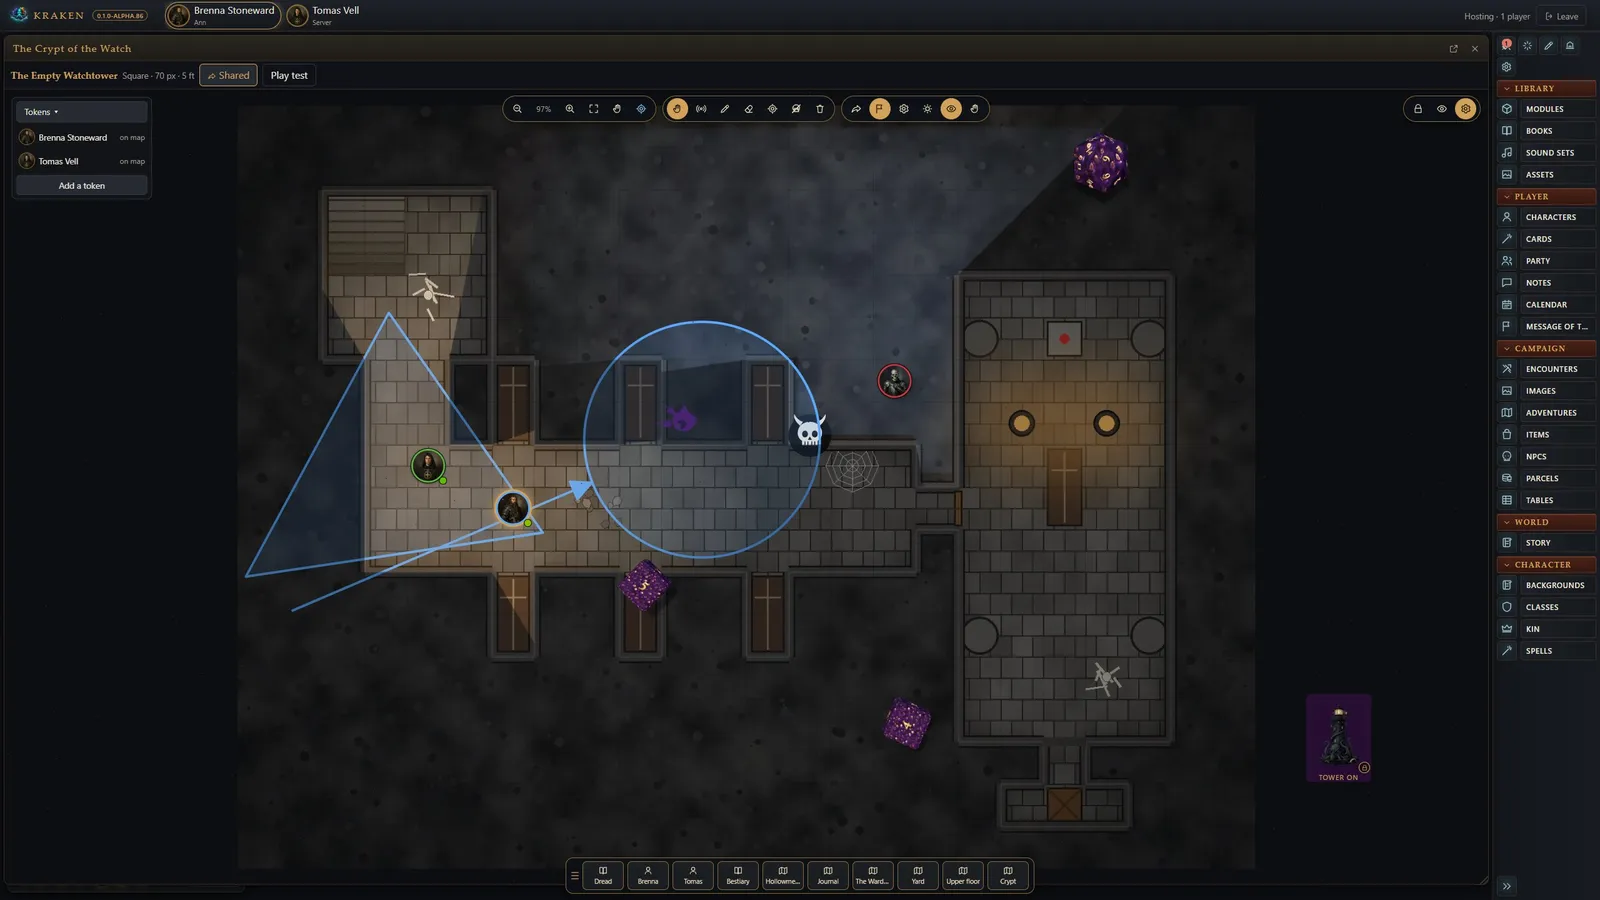 KRAKEN
0.1.0-ALPHA.86
Brenna Stoneward
Ann
Tomas Vell
Server
Hosting · 1 player
Leave
The Crypt of the Watch
The Empty Watchtower
Square · 70 px · 5 ft
Shared
Play test
Tokens
Brenna Stoneward
on map
Tomas Vell
on map
Add a token
97%
1
LIBRARY
MODULES
BOOKS
SOUND SETS
ASSETS
PLAYER
CHARACTERS
CARDS
PARTY
NOTES
CALENDAR
MESSAGE OF T...
CAMPAIGN
ENCOUNTERS
IMAGES
ADVENTURES
ITEMS
NPCS
PARCELS
TABLES
WORLD
STORY
CHARACTER
BACKGROUNDS
CLASSES
KIN
SPELLS
TOWER ON
Dread
Brenna
Tomas
Bestiary
Hollowme...
Journal
The Ward...
Yard
Upper floor
Crypt